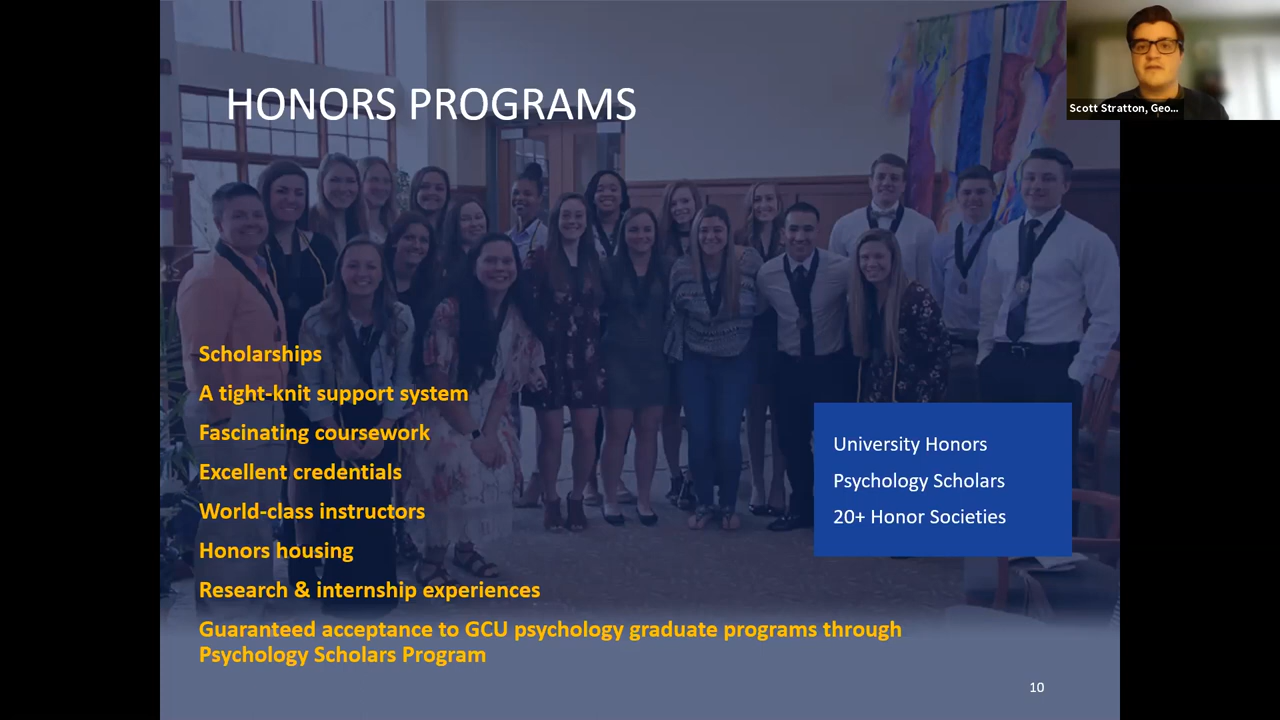 HONORS PROGRAMS
Scott Stratton, Geo...
Scholarships
A tight-knit support system
Fascinating coursework
Excellent credentials
World-class instructors
Honors housing
Research & internship experiences
Guaranteed acceptance to GCU psychology graduate programs through
Psychology Scholars Program
University Honors
Psychology Scholars
20+ Honor Societies
10